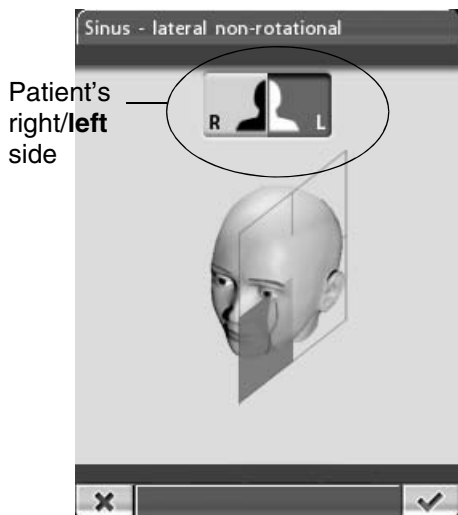 Sinus - lateral non-rotational
Patient's
right/left
side
R L